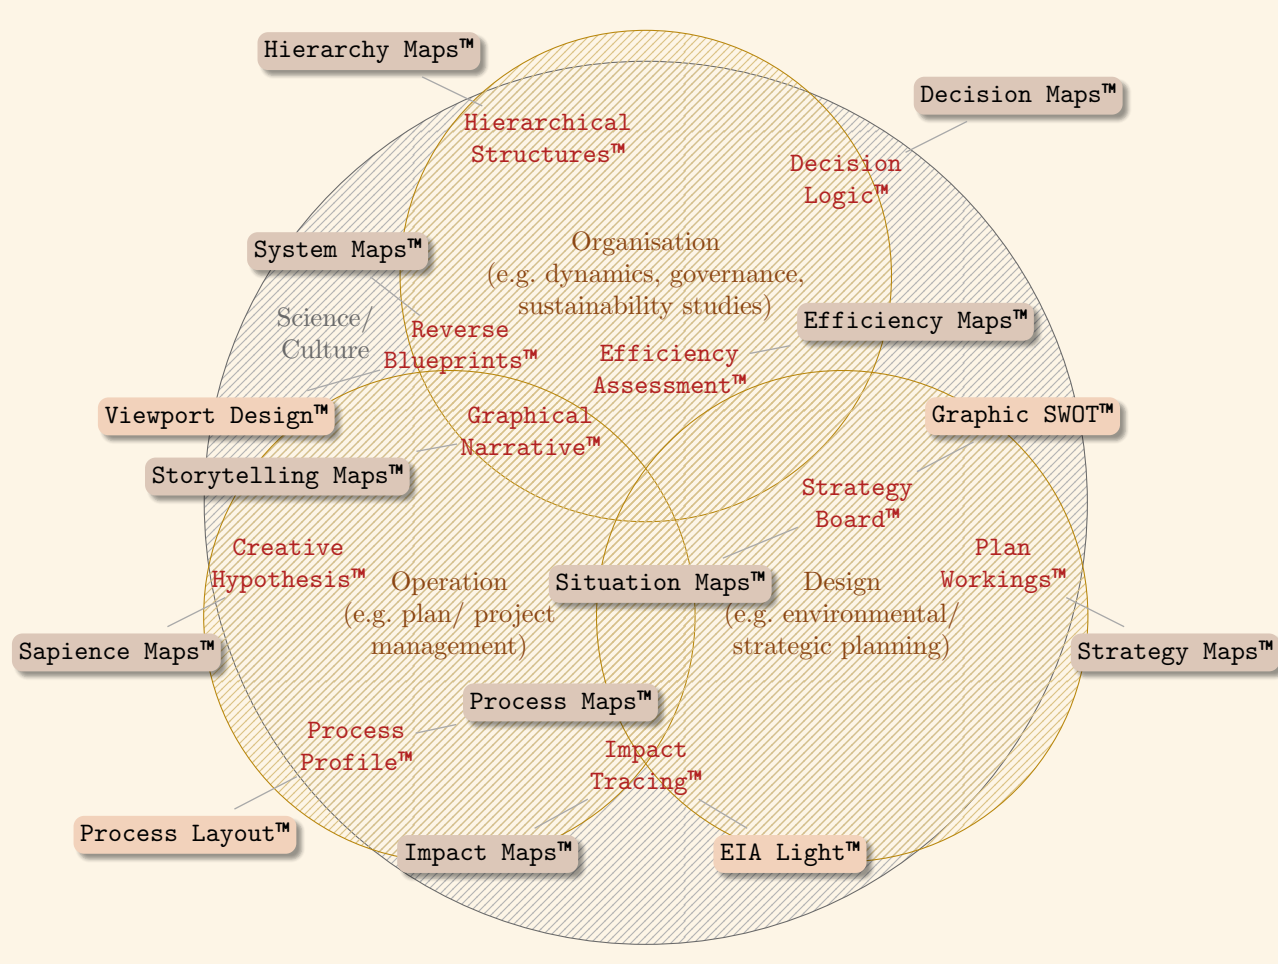 Hierarchy Maps™
Decision Maps™
Hierarchical
Structures™
Decision
Logic™
System Maps™
Organisation
(e.g. dynamics, governance,
sustainability studies)
Science/
Culture
Efficiency Maps™
Reverse
Blueprints™
Efficiency
Assessment™
Viewport Design™
Graphical
Narrative™
Graphic SWOT™
Storytelling Maps™
Strategy
Board™
Creative
Hypothesis™
Plan
Workings™
Operation
(e.g. plan/ project
management)
Situation Maps™
Design
(e.g. environmental/
strategic planning)
Sapience Maps™
Strategy Maps™
Process Maps™
Process
Profile™
Impact
Tracing™
Process Layout™
Impact Maps™
EIA Light™